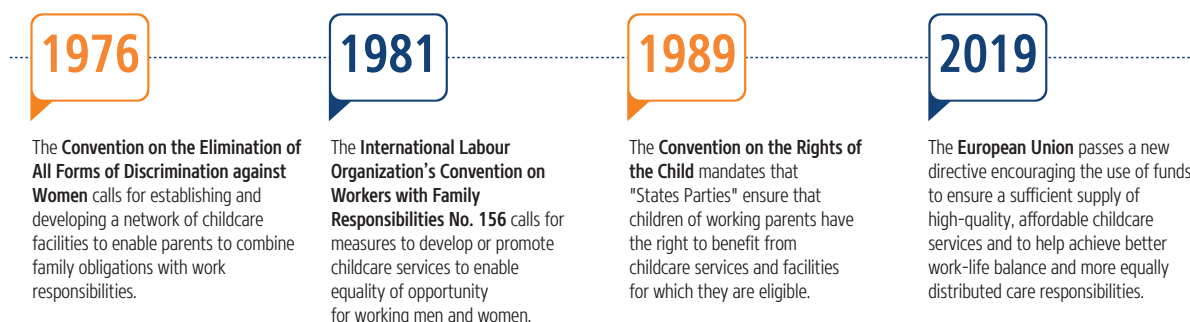 1976
The Convention on the Elimination of
All Forms of Discrimination against
Women calls for establishing and
developing a network of childcare
facilities to enable parents to combine
family obligations with work
responsibilities.
1981
The International Labour
Organization's Convention on
Workers with Family
Responsibilities No. 156 calls for
measures to develop or promote
childcare services to enable
equality of opportunity
for working men and women.
1989
The Convention on the Rights of
the Child mandates that
"States Parties" ensure that
children of working parents have
the right to benefit from
childcare services and facilities
for which they are eligible.
2019
The European Union passes a new
directive encouraging the use of funds
to ensure a sufficient supply of
high-quality, affordable childcare
services and to help achieve better
work-life balance and more equally
distributed care responsibilities.